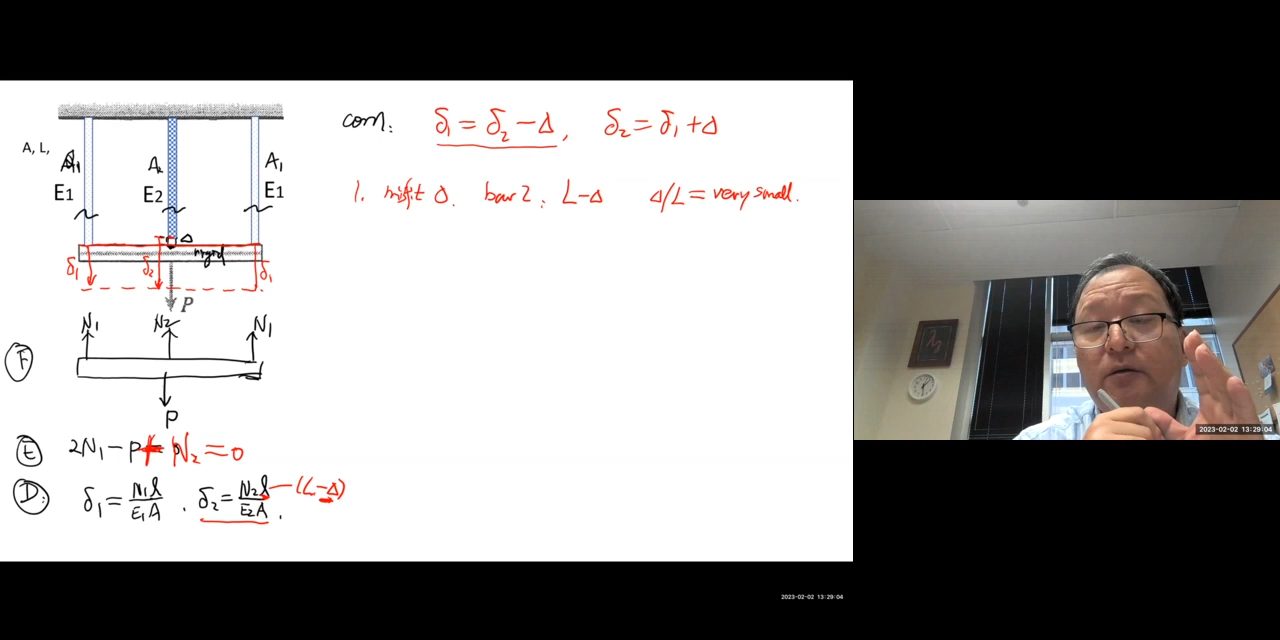 com: δ₁ = δ₂ − Δ, δ₂ = δ₁ + Δ
1. misfit Δ. bar 2: L−Δ Δ/L = very small.
A, L,
A₁ A₂ A₁
E1 E2 E1
Δ
rigid
δ₁ δ₂ δ₁
P
N₁ N₂ N₁
F
P
E 2N₁ − P + N₂ = 0
D: δ₁ = N₁l/E₁A . δ₂ = N₂l/E₂A . (L−Δ)
2023-02-02 13:29:04
2023-02-02 13:29:04